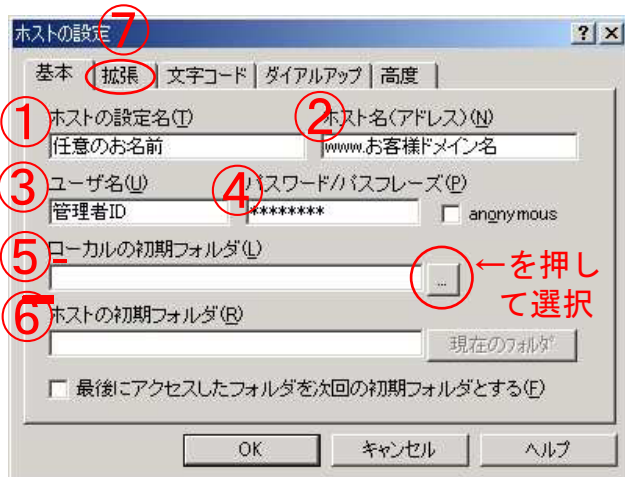 ホストの設定
⑦
? ×
基本 拡張 文字コード ダイアルアップ 高度
① ホストの設定名(T) ② ホスト名(アドレス)(N)
任意のお名前 www.お客様ドメイン名
③ ユーザ名(U) ④ パスワード/パスフレーズ(P)
管理者ID ******** anonymous
⑤ ローカルの初期フォルダ(L)
... ←を押し
て選択
⑥ ホストの初期フォルダ(R)
現在のフォルダ
最後にアクセスしたフォルダを次回の初期フォルダとする(F)
OK キャンセル ヘルプ